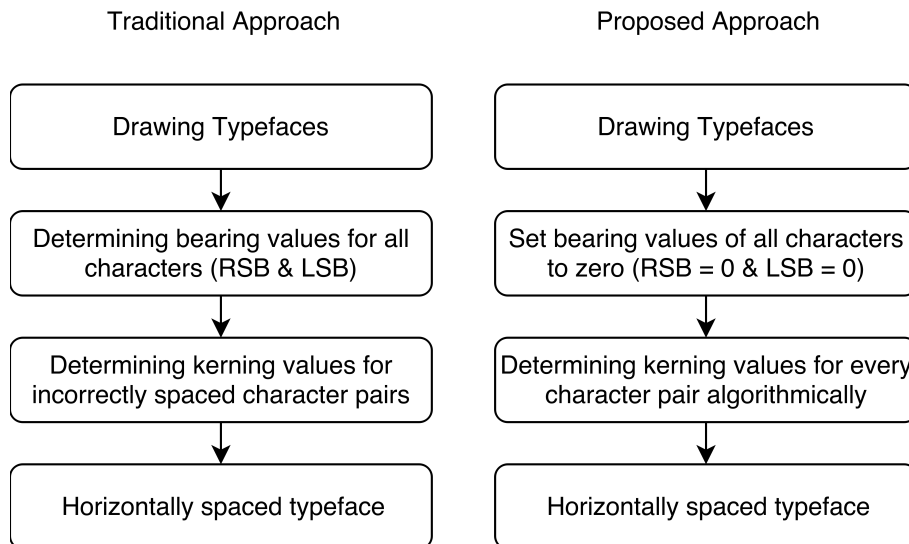 Traditional Approach
Drawing Typefaces
Determining bearing values for all
characters (RSB & LSB)
Determining kerning values for
incorrectly spaced character pairs
Horizontally spaced typeface
Proposed Approach
Drawing Typefaces
Set bearing values of all characters
to zero (RSB = 0 & LSB = 0)
Determining kerning values for every
character pair algorithmically
Horizontally spaced typeface